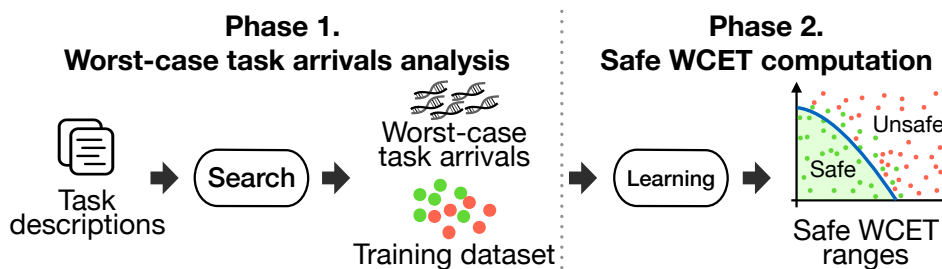 Phase 1.
Worst-case task arrivals analysis
Task
descriptions
Search
Worst-case
task arrivals
Training dataset
Phase 2.
Safe WCET computation
Learning
Unsafe
Safe
Safe WCET
ranges